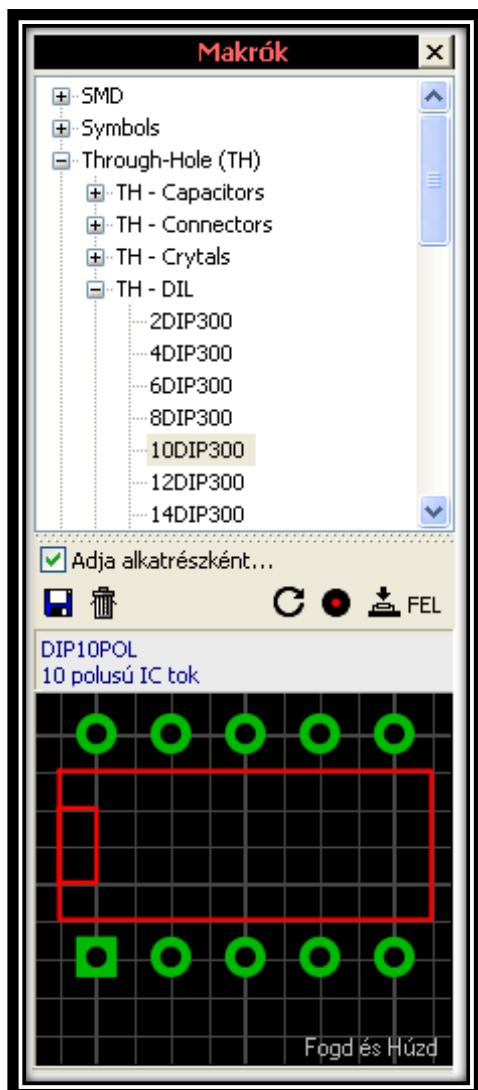 Makrók
SMD
Symbols
Through-Hole (TH)
TH - Capacitors
TH - Connectors
TH - Crytals
TH - DIL
2DIP300
4DIP300
6DIP300
8DIP300
10DIP300
12DIP300
14DIP300
Adja alkatrészként...
FEL
DIP10POL
10 polusú IC tok
Fogd és Húzd